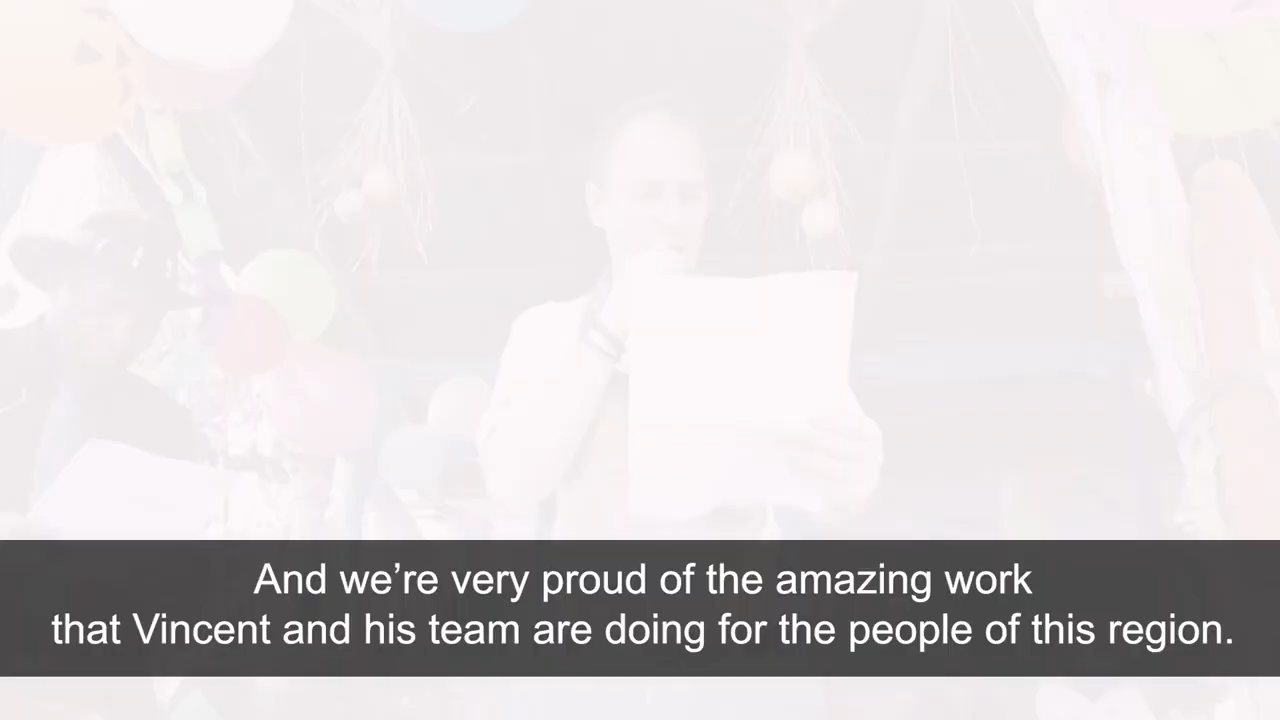 And we’re very proud of the amazing work
that Vincent and his team are doing for the people of this region.